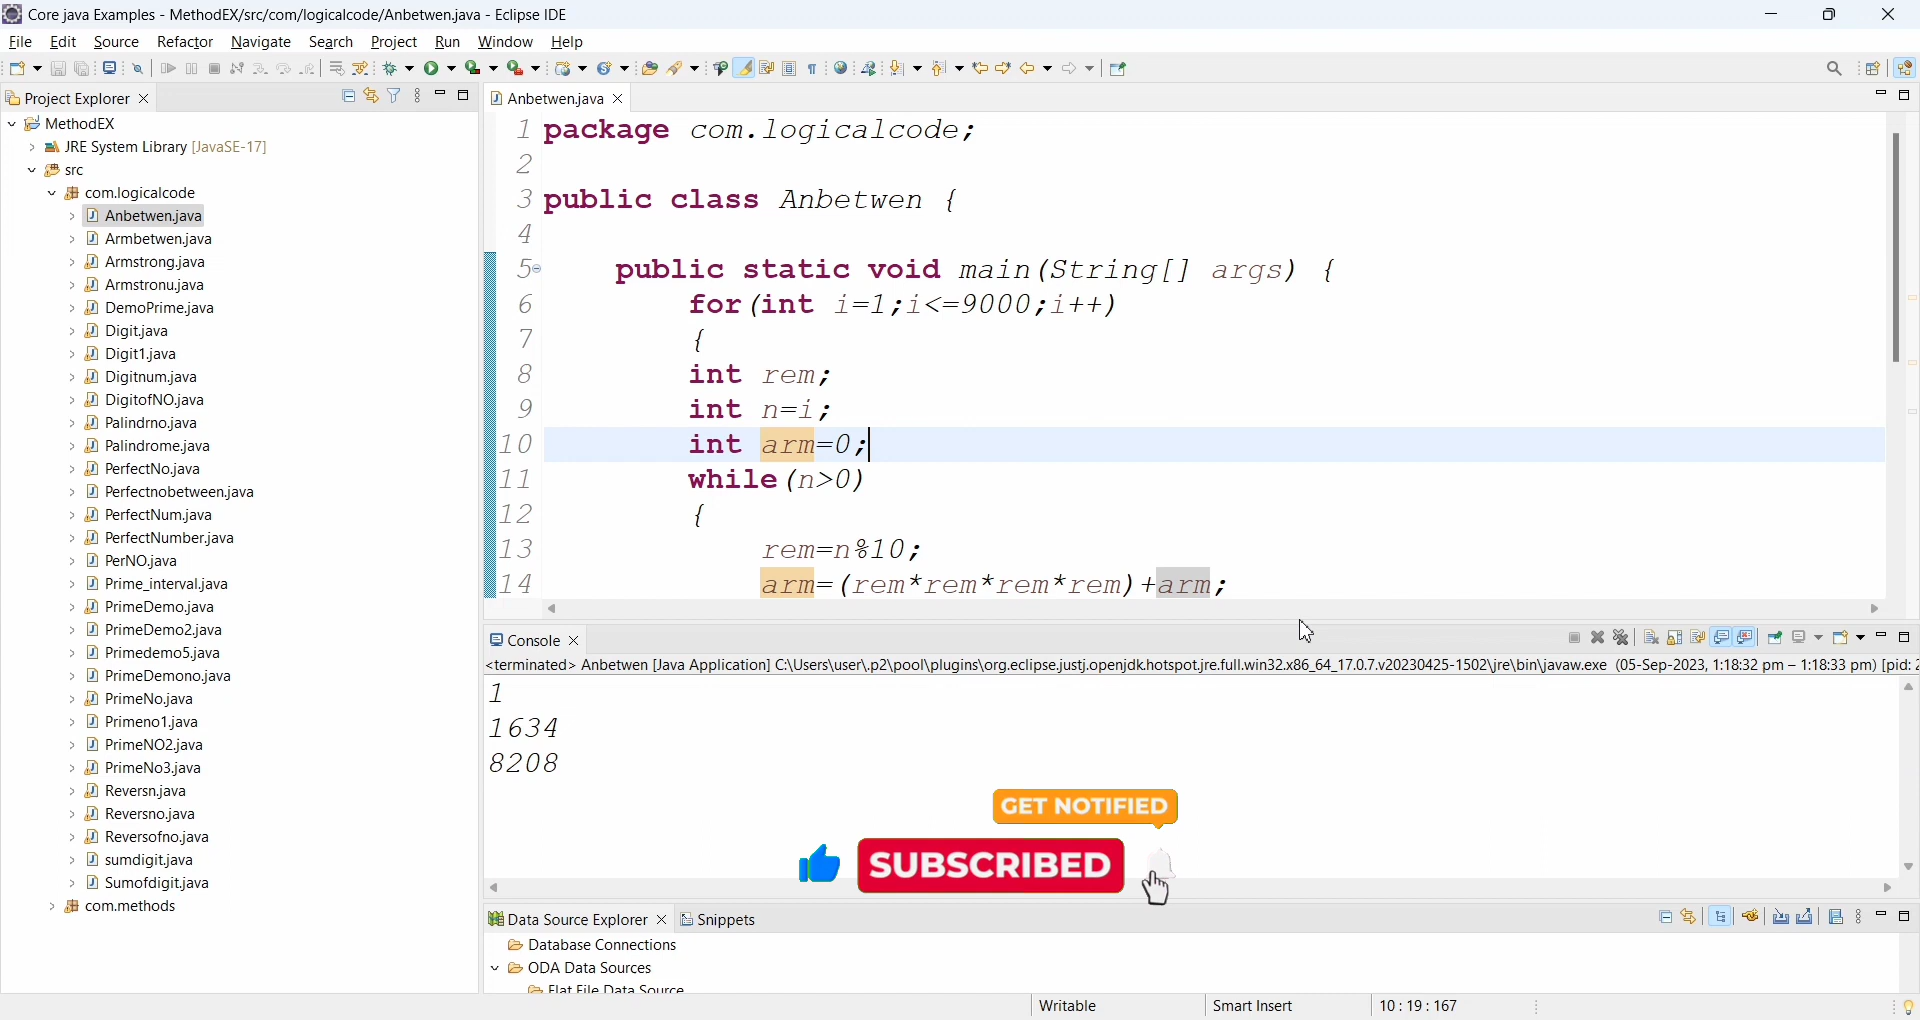 Core java Examples - MethodEX/src/com/logicalcode/Anbetwen.java - Eclipse IDE
File Edit Source Refactor Navigate Search Project Run Window Help
Project Explorer
MethodEX
JRE System Library [JavaSE-17]
src
com.logicalcode
Anbetwen.java
Armbetwen.java
Armstrong.java
Armstronu.java
DemoPrime.java
Digit.java
Digit1.java
Digitnum.java
DigitofNO.java
Palindrno.java
Palindrome.java
PerfectNo.java
Perfectnobetween.java
PerfectNum.java
PerfectNumber.java
PerNO.java
Prime_interval.java
PrimeDemo.java
PrimeDemo2.java
Primedemo5.java
PrimeDemono.java
PrimeNo.java
Primeno1.java
PrimeNO2.java
PrimeNo3.java
Reversn.java
Reversno.java
Reversofno.java
sumdigit.java
Sumofdigit.java
com.methods
Anbetwen.java
1 package com.logicalcode;
2
3 public class Anbetwen {
4
5 public static void main(String[] args) {
6 for(int i=1;i<=9000;i++)
7 {
8 int rem;
9 int n=i;
10 int arm=0;
11 while(n>0)
12 {
13 rem=n%10;
14 arm=(rem*rem*rem*rem)+arm;
Console
<terminated> Anbetwen [Java Application] C:\Users\user\.p2\pool\plugins\org.eclipse.justj.openjdk.hotspot.jre.full.win32.x86_64_17.0.7.v20230425-1502\jre\bin\javaw.exe (05-Sep-2023, 1:18:32 pm – 1:18:33 pm) [pid: 2
1
1634
8208
GET NOTIFIED
SUBSCRIBED
Data Source Explorer Snippets
Database Connections
ODA Data Sources
Flat File Data Source
Writable Smart Insert 10 : 19 : 167